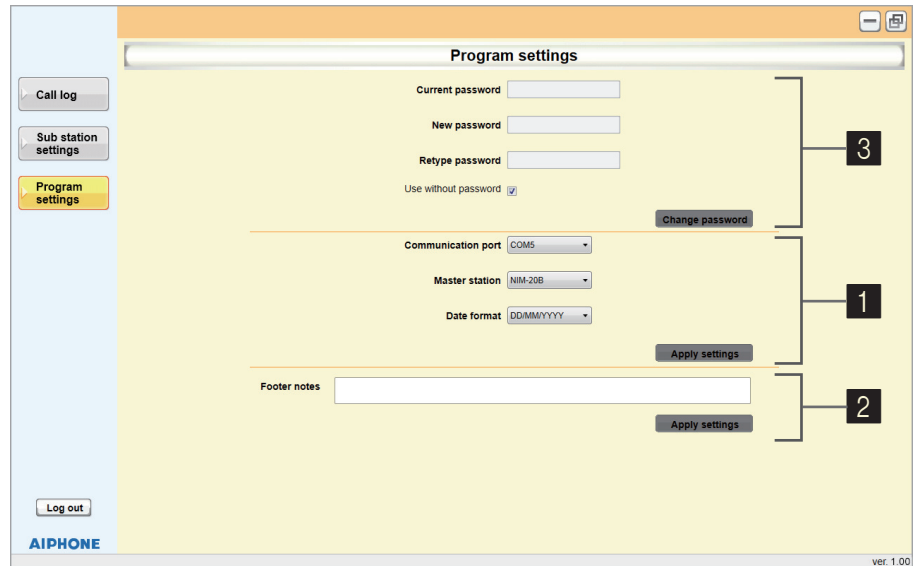 Program settings
Call log
Sub station
settings
Program
settings
Current password
New password
Retype password
Use without password
Change password
3
Communication port COM5
Master station NIM-20B
Date format DD/MM/YYYY
Apply settings
1
Footer notes
Apply settings
2
Log out
AIPHONE
ver. 1.00